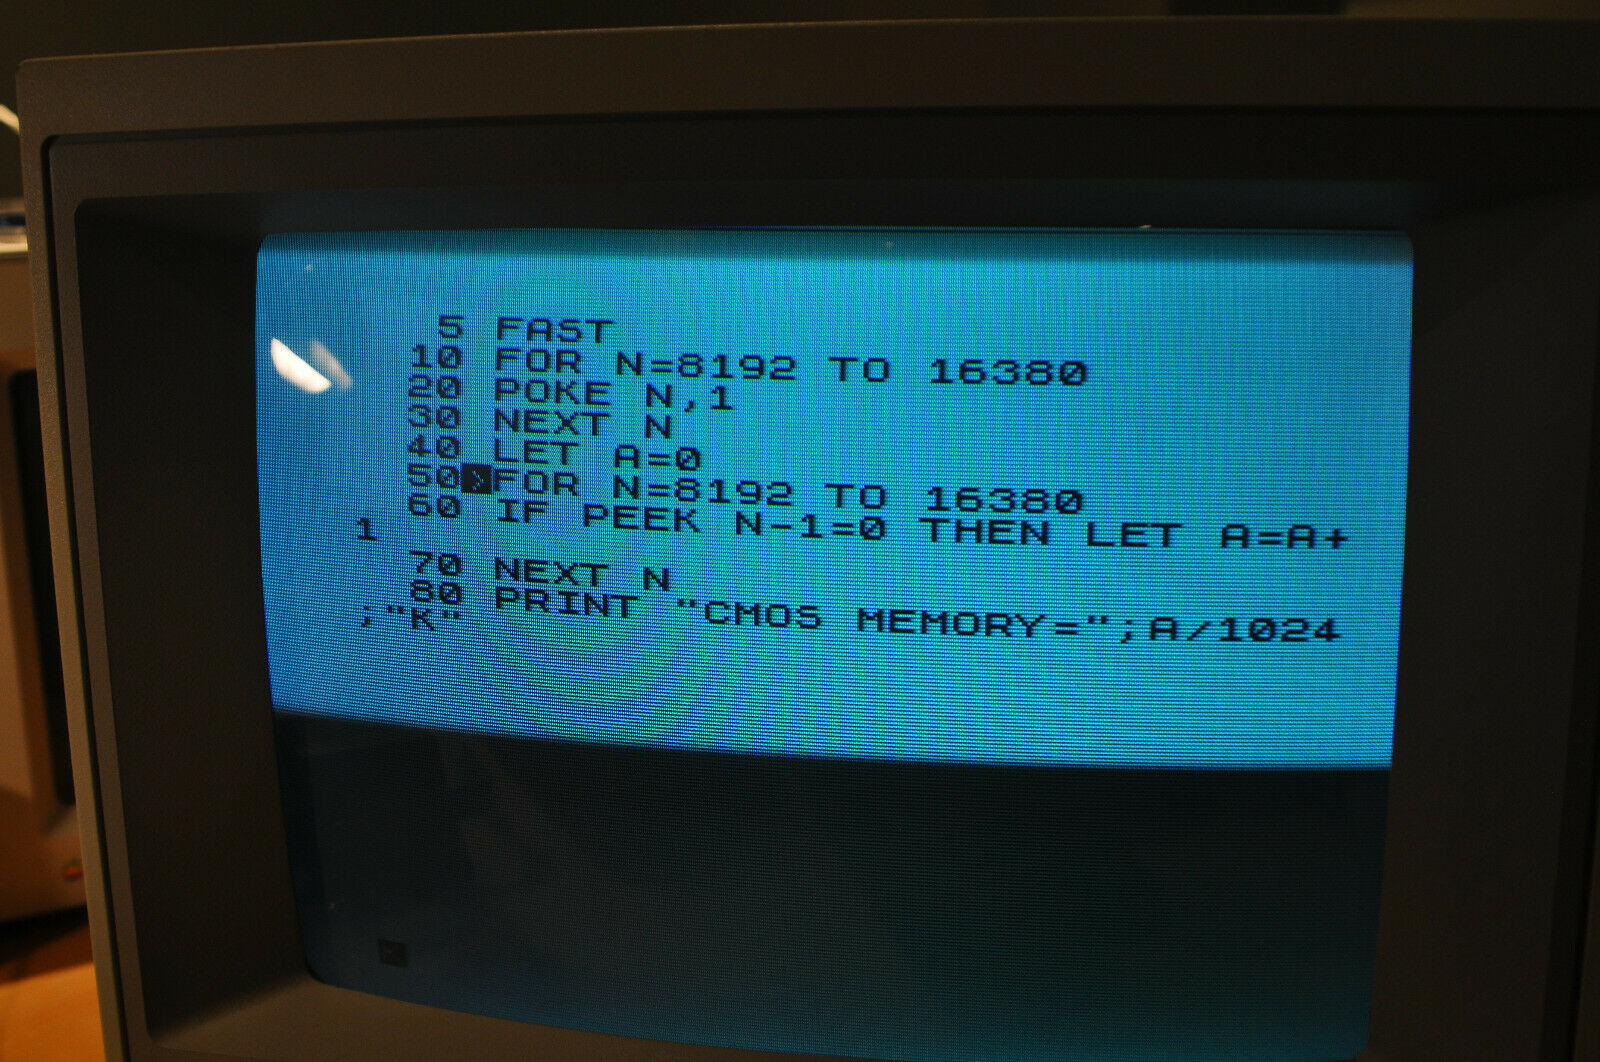 5 FAST
10 FOR N=8192 TO 16380
20 POKE N,1
30 NEXT N
40 LET A=0
50>FOR N=8192 TO 16380
60 IF PEEK N-1=0 THEN LET A=A+
1
70 NEXT N
80 PRINT "CMOS MEMORY=";A/1024
;"K"